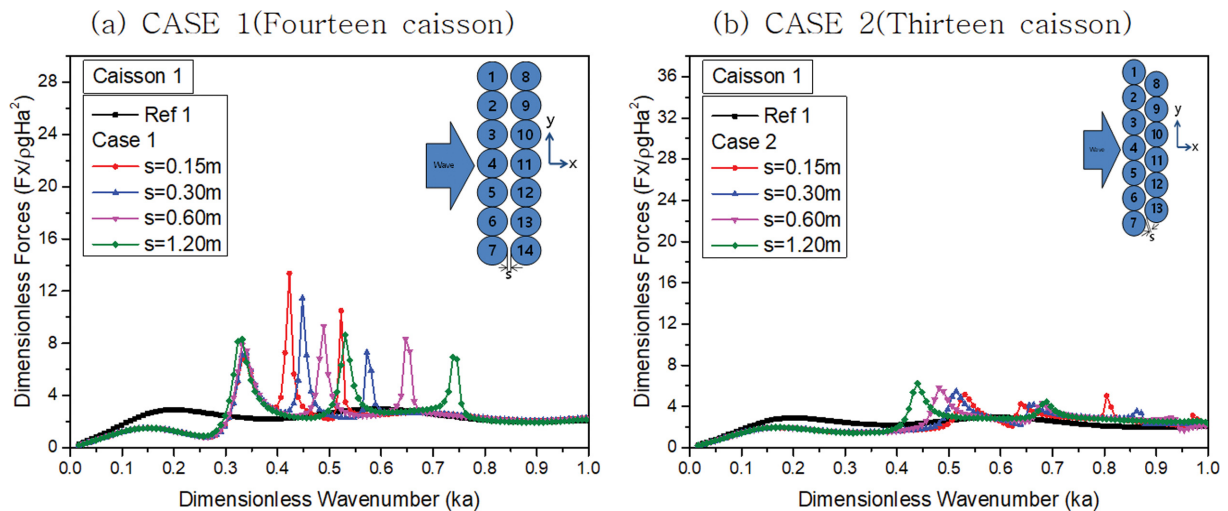 (a) CASE 1(Fourteen caisson)
Dimensionless Forces (Fx/ρgHa²)
28
24
20
16
12
8
4
0
Caisson 1
Ref 1
Case 1
s=0.15m
s=0.30m
s=0.60m
s=1.20m
Wave
1 8
2 9
3 10
4 11
5 12
6 13
7 14
s
y
x
0.0 0.1 0.2 0.3 0.4 0.5 0.6 0.7 0.8 0.9 1.0
Dimensionless Wavenumber (ka)
(b) CASE 2(Thirteen caisson)
Dimensionless Forces (Fx/ρgHa²)
36
32
28
24
20
16
12
8
4
0
Caisson 1
Ref 1
Case 2
s=0.15m
s=0.30m
s=0.60m
s=1.20m
Wave
1
8
2
9
3
10
4
11
5
12
6
13
7
s
y
x
0.0 0.1 0.2 0.3 0.4 0.5 0.6 0.7 0.8 0.9 1.0
Dimensionless Wavenumber (ka)